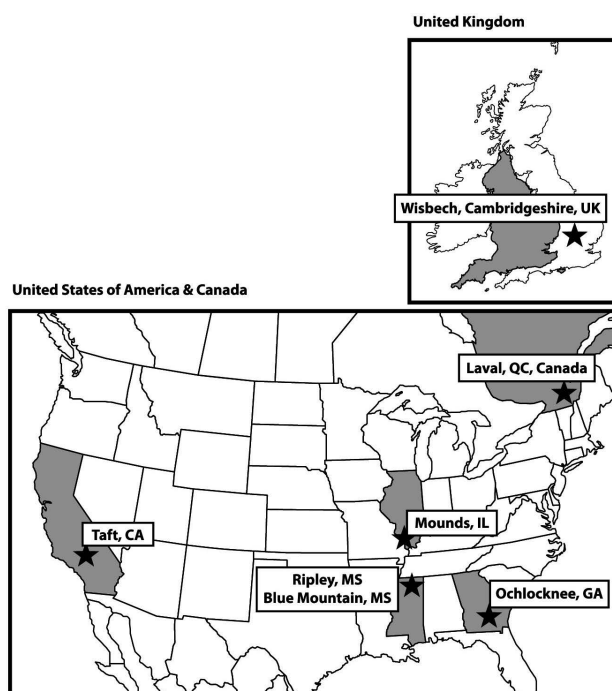 United Kingdom
Wisbech, Cambridgeshire, UK
United States of America & Canada
Laval, QC, Canada
Taft, CA
Mounds, IL
Ripley, MS
Blue Mountain, MS
Ochlocknee, GA